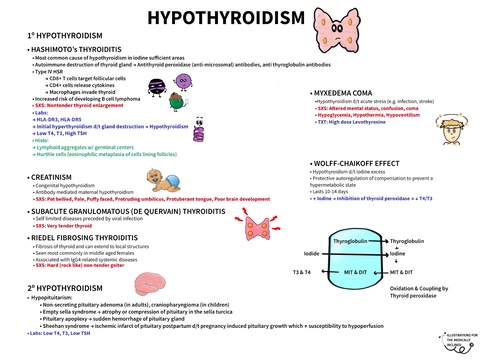 HYPOTHYROIDISM
1° HYPOTHYROIDISM
• HASHIMOTO'S THYROIDITIS
• Most common cause of hypothyroidism in iodine sufficient areas
• Autoimmune destruction of thyroid gland → Antithyroid peroxidase (anti-microsomal) antibodies, anti thyroglobulin antibodies
• Type IV HSR
→ CD8+ T cells target follicular cells
→ CD4+ cells release cytokines
→ Macrophages invade thyroid
• Increased risk of developing B cell lymphoma
• SXS: Nontender thyroid enlargement
• Labs:
→ HLA-DR3, HLA-DR5
→ Initial hyperthyroidism d/t gland destruction → Hypothyroidism
→ Low T4, T3, High TSH
• Histo:
→ Lymphoid aggregates w/ germinal centers
→ Hurthle cells (eosinophilic metaplasia of cells lining follicles)
• CREATINISM
• Congenital hypothyroidism
• Antibody mediated maternal hypothyroidism
• SXS: Pot bellied, Pale, Puffy faced, Protruding umbilicus, Protuberant tongue, Poor brain development
• SUBACUTE GRANULOMATOUS (DE QUERVAIN) THYROIDITIS
• Self limited diseases preceded by viral infection
• SXS: Very tender thyroid
• RIEDEL FIBROSING THYROIDITIS
• Fibrosis of thyroid and can extend to local structures
• Seen most commonly in middle aged females
• Associated with IgG4 related systemic diseases
• SXS: Hard (rock like) non-tender goiter
2° HYPOTHYROIDISM
• Hypopituitarism:
• Non-secreting pituitary adenoma (in adults), craniopharyngioma (in children)
• Empty sella syndrome → atrophy or compression of pituitary in the sella turcica
• Pituitary apoplexy → sudden hemorrhage of pituitary gland
• Sheehan syndrome → ischemic infarct of pituitary postpartum d/t pregnancy induced pituitary growth which = susceptibility to hypoperfusion
• Labs: Low T4, T3, Low TSH
• MYXEDEMA COMA
•Hypothyroidism d/t acute stress (e.g. infection, stroke)
• SXS: Altered mental status, confusion, coma
• Hypoglycemia, Hypothermia, Hypoventilation
• TXT: High dose Levothyroxine
• WOLFF-CHAIKOFF EFFECT
• Hypothyroidism d/t iodine excess
• Protective autoregulation of compensation to prevent a
hypermetabolic state
• Lasts 10-14 days
• ↑ Iodine → Inhibition of thyroid peroxidase → ↓ T4/T3
Thyroglobulin
Thyroglobulin
+
Iodide
Iodine
T3 & T4
MIT & DIT
MIT & DIT
Oxidation & Coupling by
Thyroid peroxidase
ILLUSTRATIONS FOR
THE MEDICALLY
INCLINED